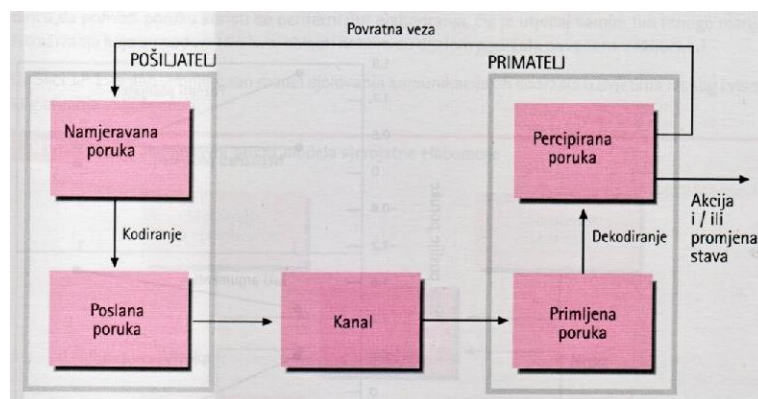 Povratna veza
POŠILJATELJ
PRIMATELJ
Namjeravana
poruka
Percipirana
poruka
Akcija
i / ili
promjena
stava
Kodiranje
Dekodiranje
Poslana
poruka
Kanal
Primljena
poruka